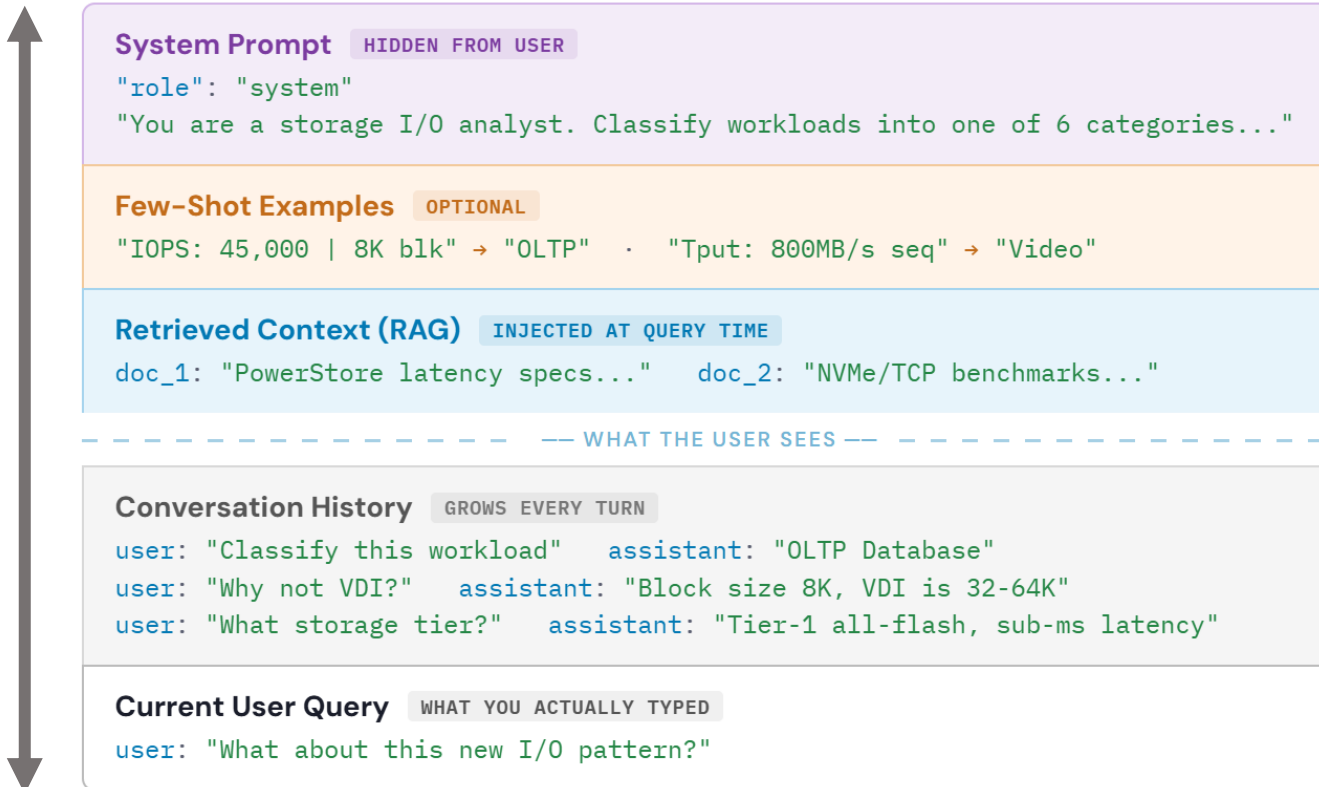 System Prompt HIDDEN FROM USER
"role": "system"
"You are a storage I/O analyst. Classify workloads into one of 6 categories..."
Few-Shot Examples OPTIONAL
"IOPS: 45,000 | 8K blk" → "OLTP" · "Tput: 800MB/s seq" → "Video"
Retrieved Context (RAG) INJECTED AT QUERY TIME
doc_1: "PowerStore latency specs..." doc_2: "NVMe/TCP benchmarks..."
—— WHAT THE USER SEES ——
Conversation History GROWS EVERY TURN
user: "Classify this workload" assistant: "OLTP Database"
user: "Why not VDI?" assistant: "Block size 8K, VDI is 32-64K"
user: "What storage tier?" assistant: "Tier-1 all-flash, sub-ms latency"
Current User Query WHAT YOU ACTUALLY TYPED
user: "What about this new I/O pattern?"